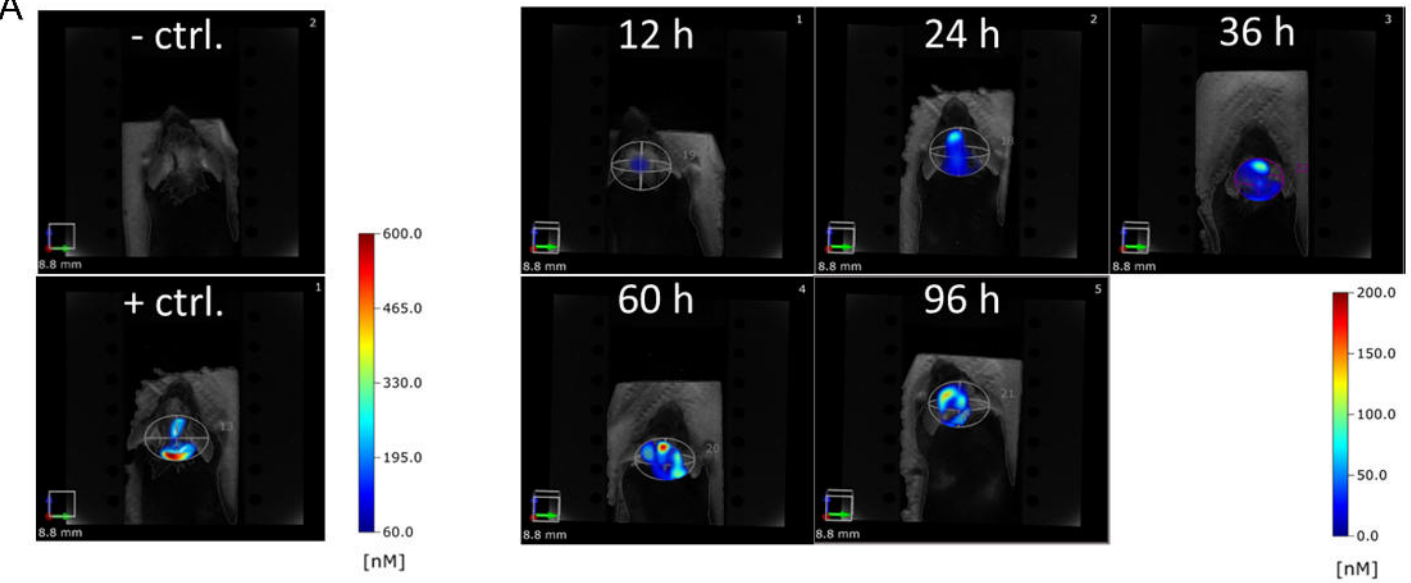 A
- ctrl.
2
8.8 mm
+ ctrl.
1
13
8.8 mm
600.0
465.0
330.0
195.0
60.0
[nM]
12 h
1
19
8.8 mm
24 h
2
18
8.8 mm
36 h
3
8.8 mm
60 h
4
20
8.8 mm
96 h
5
21
8.8 mm
200.0
150.0
100.0
50.0
0.0
[nM]